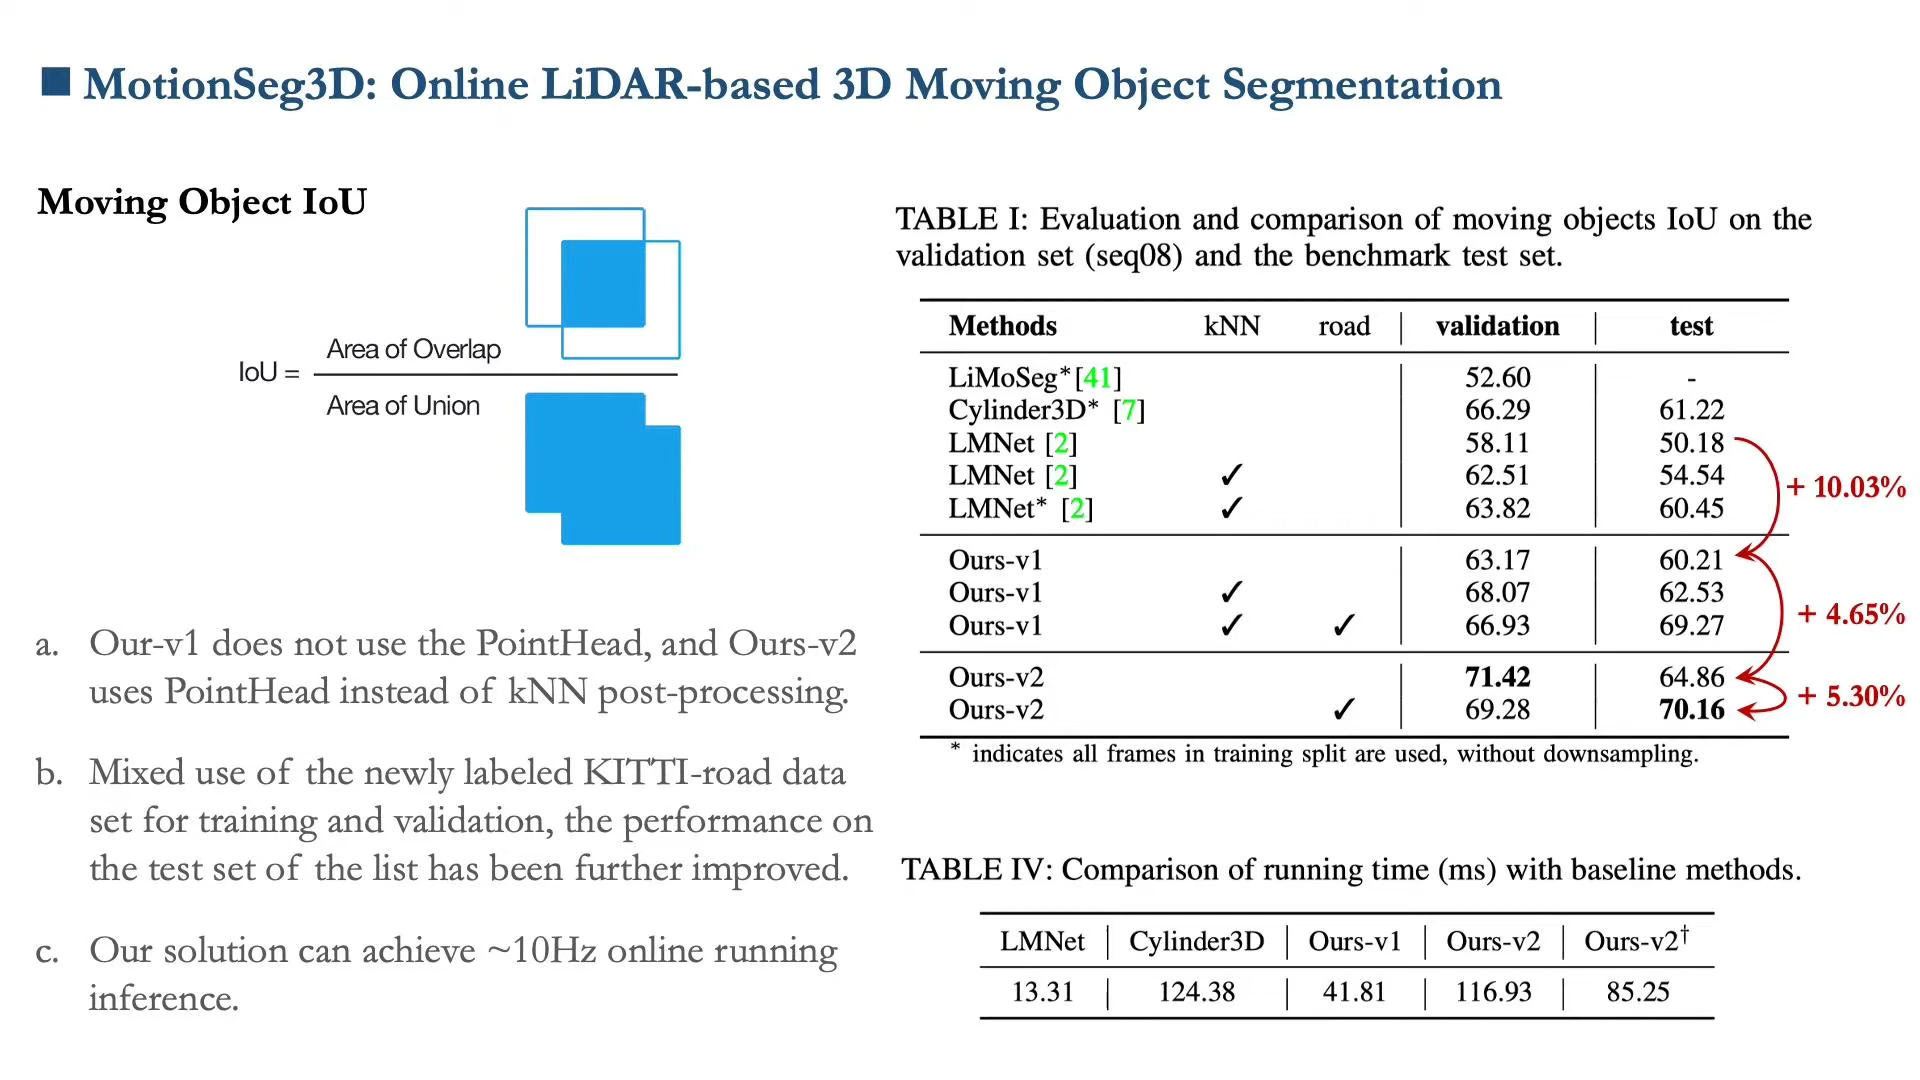 MotionSeg3D: Online LiDAR-based 3D Moving Object Segmentation
Moving Object IoU
IoU =
Area of Overlap
Area of Union
a. Our-v1 does not use the PointHead, and Ours-v2
uses PointHead instead of kNN post-processing.
b. Mixed use of the newly labeled KITTI-road data
set for training and validation, the performance on
the test set of the list has been further improved.
c. Our solution can achieve ~10Hz online running
inference.
TABLE I: Evaluation and comparison of moving objects IoU on the
validation set (seq08) and the benchmark test set.
Methods kNN road validation test
LiMoSeg*[41] 52.60 -
Cylinder3D* [7] 66.29 61.22
LMNet [2] 58.11 50.18
LMNet [2] ✓ 62.51 54.54
LMNet* [2] ✓ 63.82 60.45
Ours-v1 63.17 60.21
Ours-v1 ✓ 68.07 62.53
Ours-v1 ✓ ✓ 66.93 69.27
Ours-v2 71.42 64.86
Ours-v2 ✓ 69.28 70.16
* indicates all frames in training split are used, without downsampling.
+ 10.03%
+ 4.65%
+ 5.30%
TABLE IV: Comparison of running time (ms) with baseline methods.
LMNet Cylinder3D Ours-v1 Ours-v2 Ours-v2†
13.31 124.38 41.81 116.93 85.25